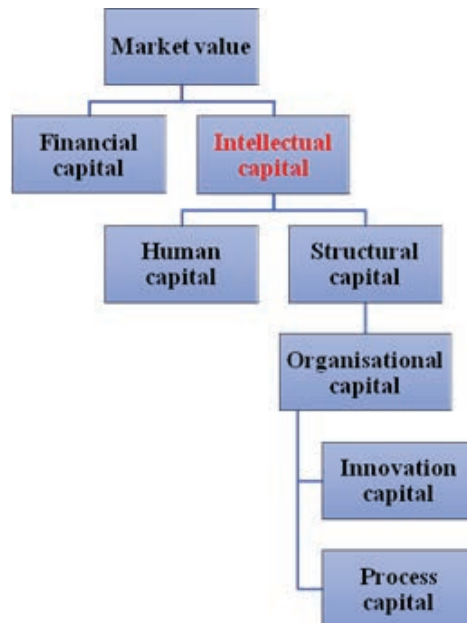 Market value
Financial
capital
Intellectual
capital
Human
capital
Structural
capital
Organisational
capital
Innovation
capital
Process
capital